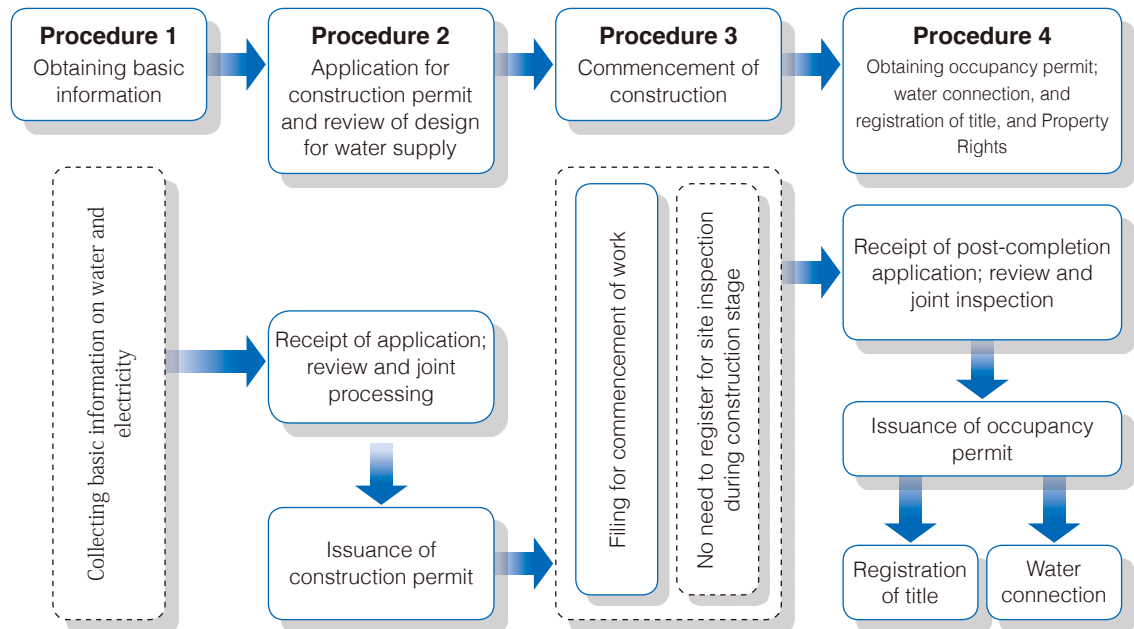 Procedure 1
Obtaining basic
information
Procedure 2
Application for
construction permit
and review of design
for water supply
Procedure 3
Commencement of
construction
Procedure 4
Obtaining occupancy permit;
water connection, and
registration of title, and Property
Rights
Collecting basic information on water and
electricity
Receipt of application;
review and joint
processing
Issuance of
construction permit
Filing for commencement of work
No need to register for site inspection
during construction stage
Receipt of post-completion
application; review and
joint inspection
Issuance of occupancy
permit
Registration
of title
Water
connection